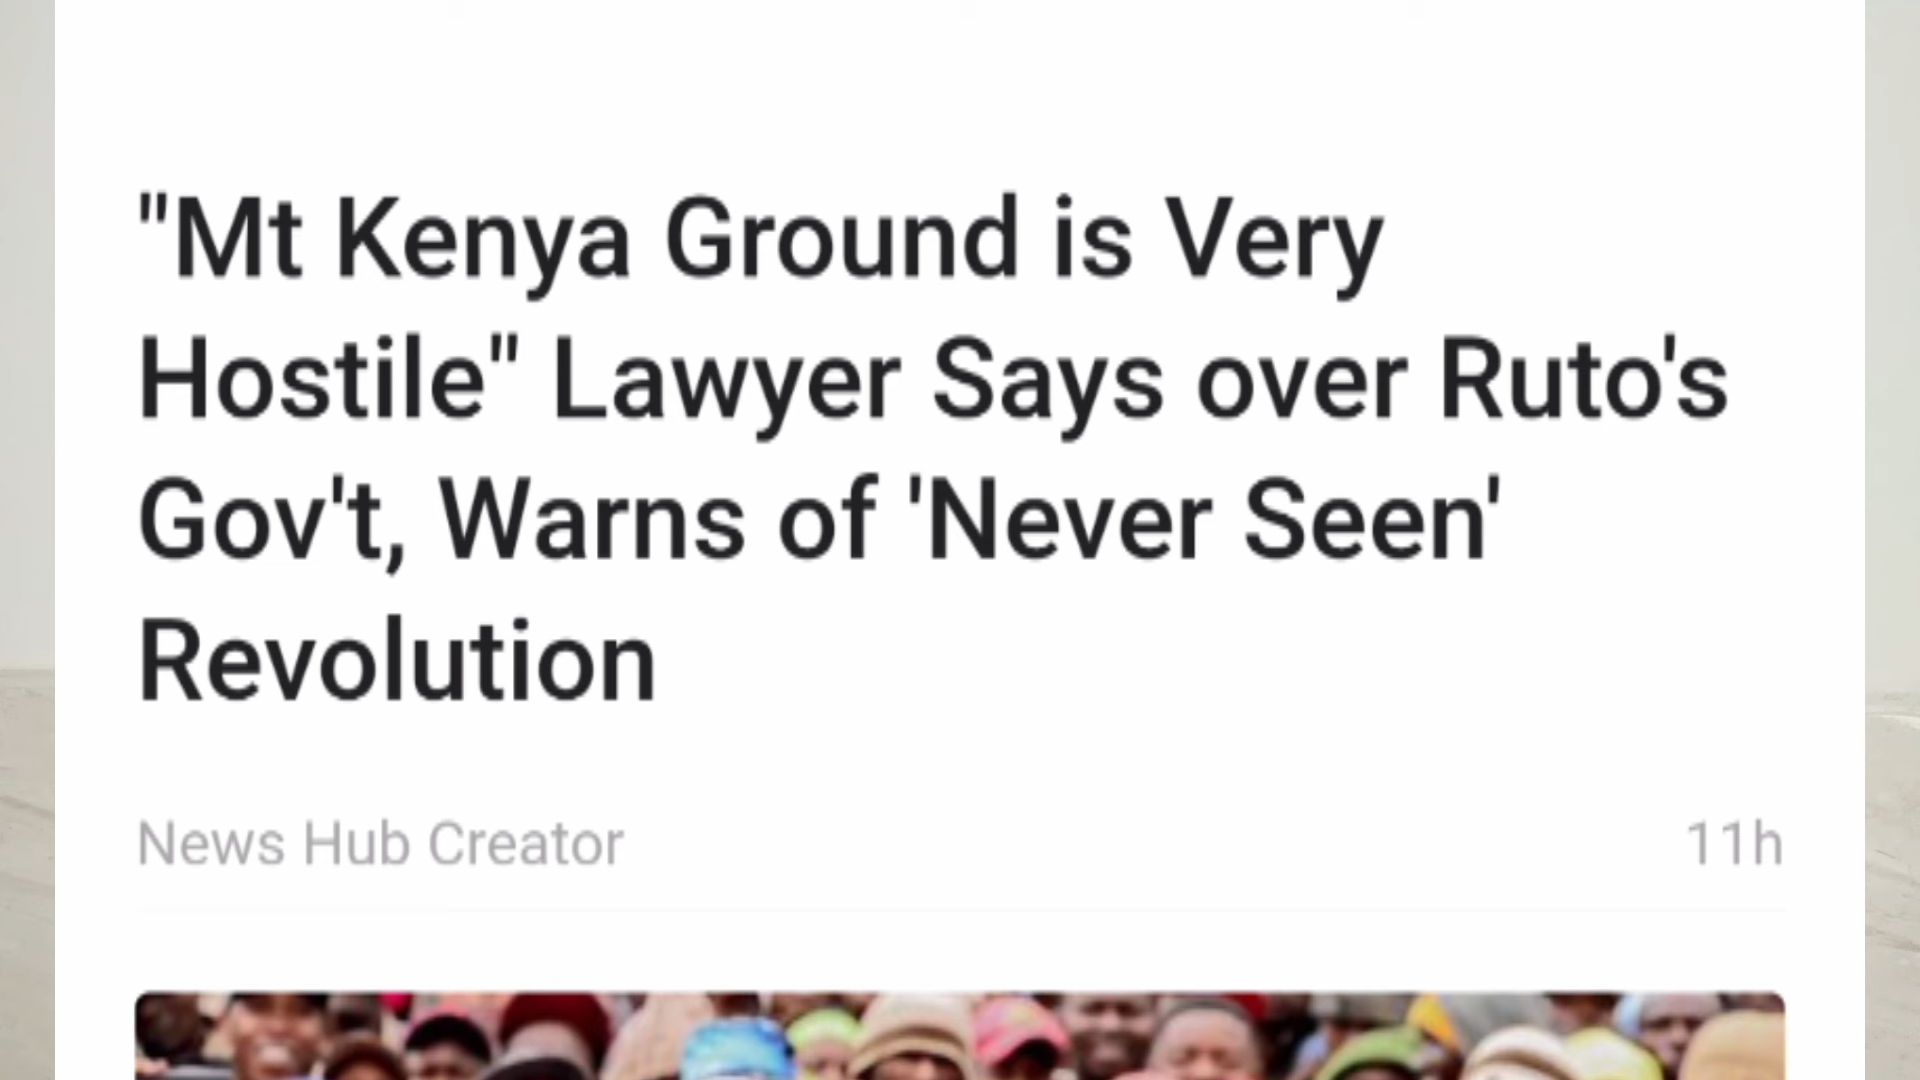 "Mt Kenya Ground is Very
Hostile" Lawyer Says over Ruto's
Gov't, Warns of 'Never Seen'
Revolution
News Hub Creator
11h